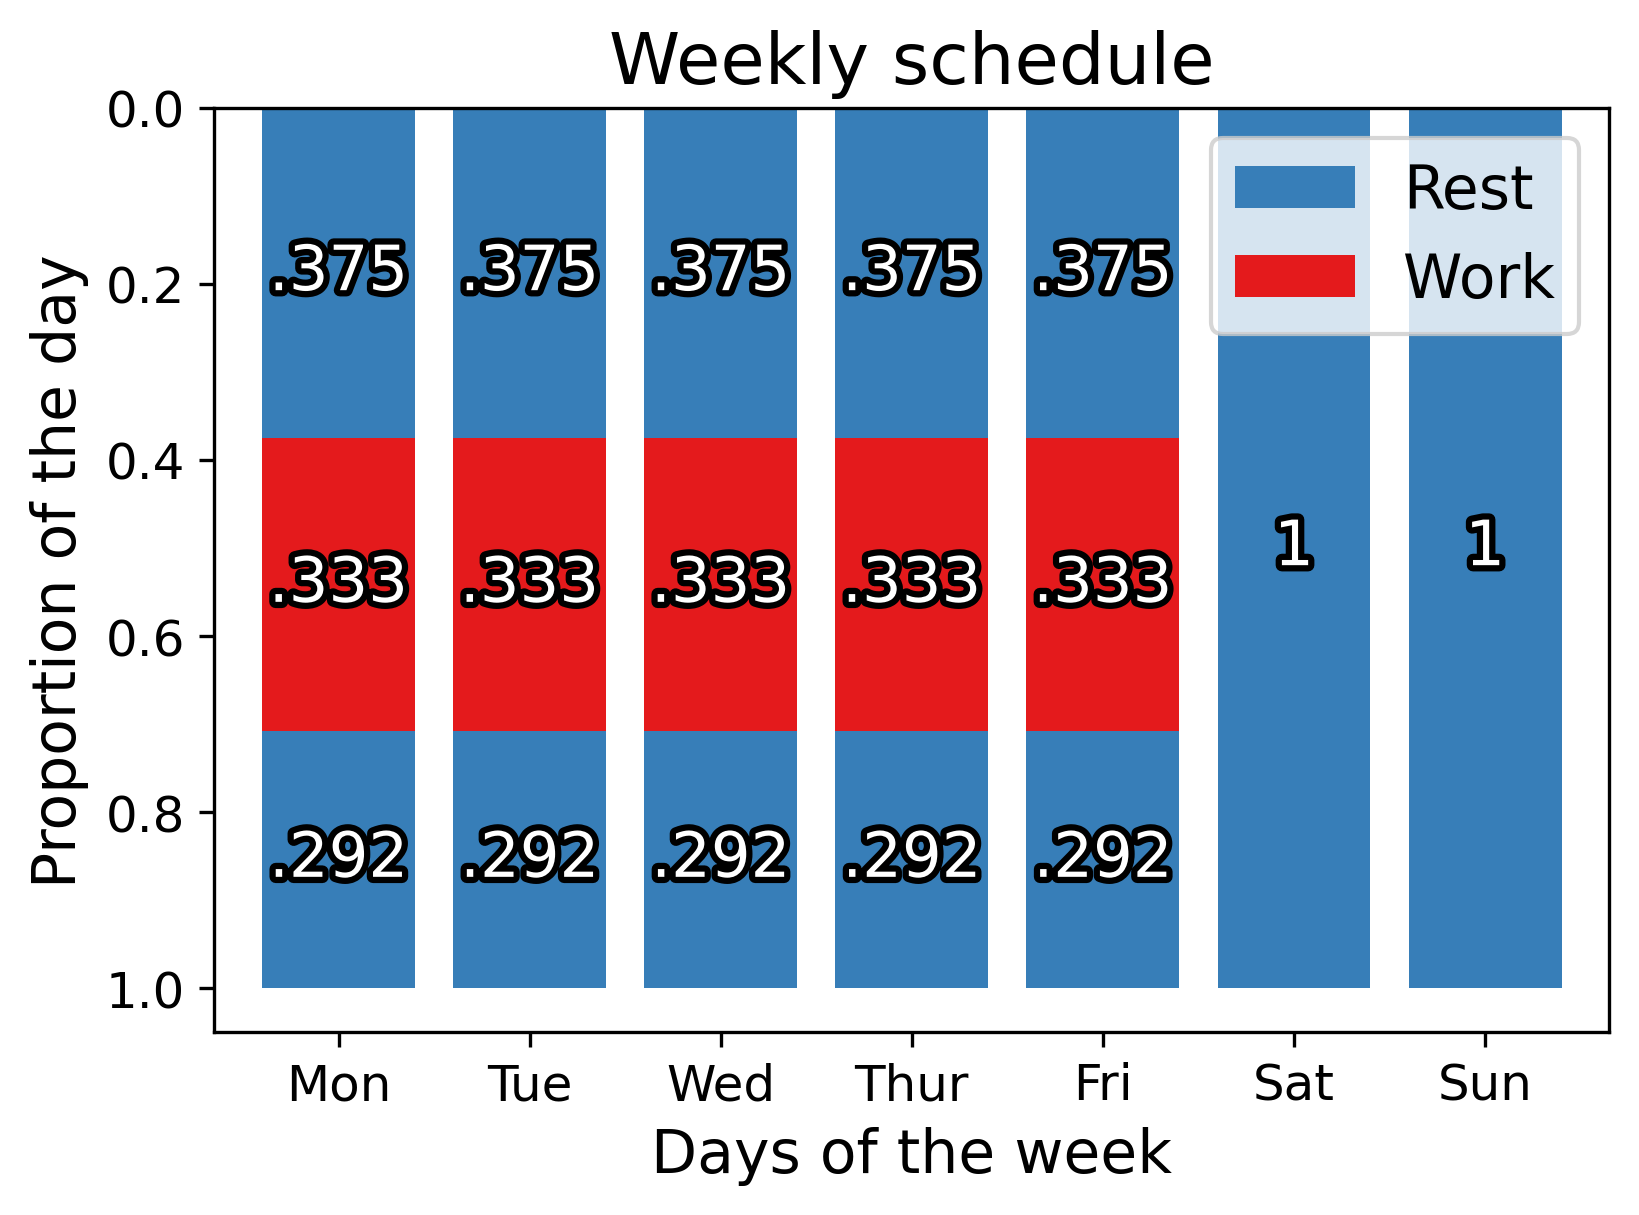 Weekly schedule
Proportion of the day
0.0
0.2
0.4
0.6
0.8
1.0
Rest
Work
.375 .375 .375 .375 .375
.333 .333 .333 .333 .333 1 1
.292 .292 .292 .292 .292
Mon Tue Wed Thur Fri Sat Sun
Days of the week